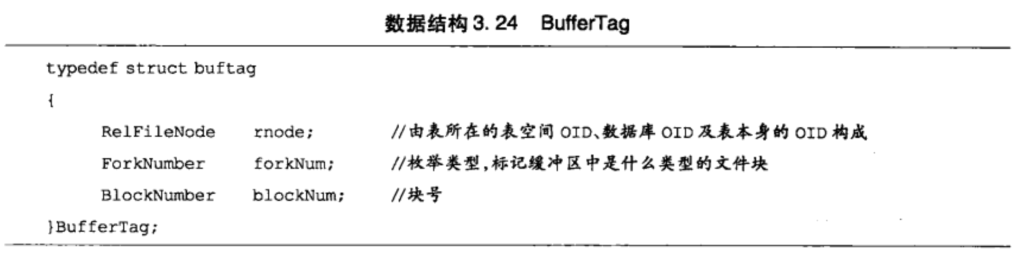 数据结构 3.24 BufferTag
typedef struct buftag
{
RelFileNode rnode; //由表所在的表空间 OID、数据库 OID 及表本身的 OID 构成
ForkNumber forkNum; //枚举类型,标记缓冲区中是什么类型的文件块
BlockNumber blockNum; //块号
}BufferTag;